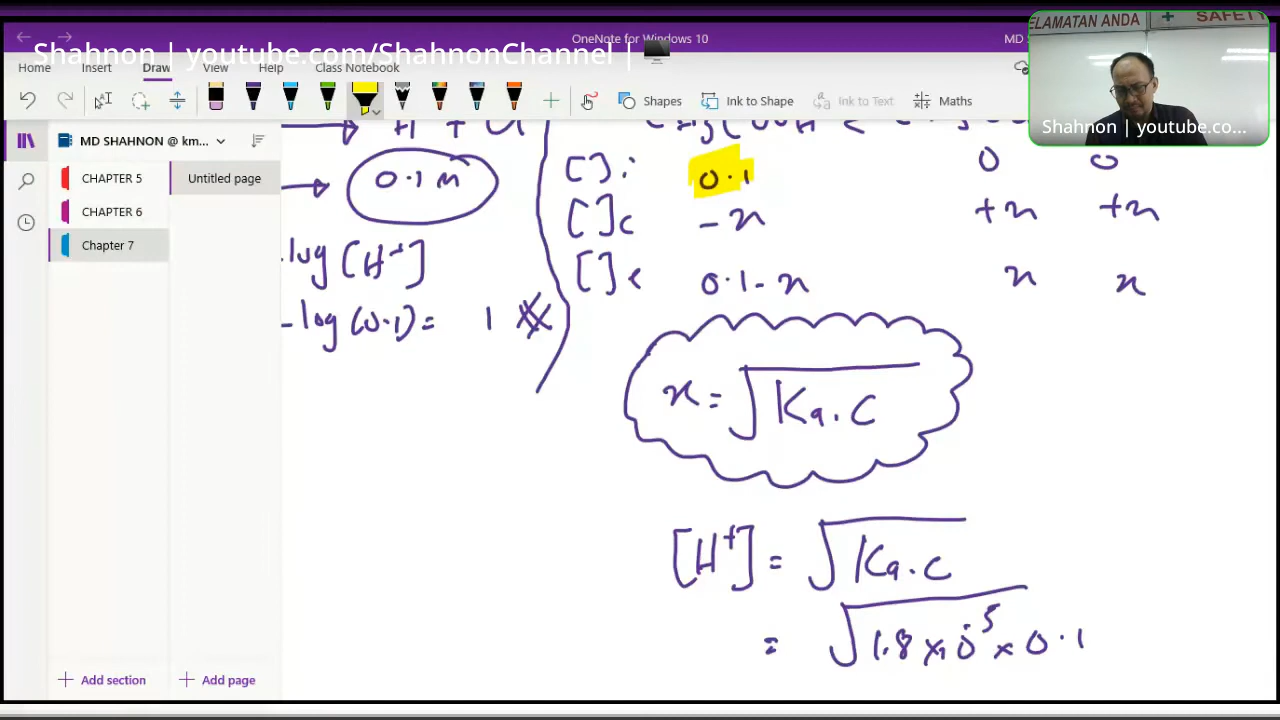 ELAMATAN ANDA + SAFETY
OneNote for Windows 10
MD
Shahnon | youtube.com/ShahnonChannel |
Home Insert Draw View Help Class Notebook
Shapes Ink to Shape Ink to Text Maths
Shahnon | youtube.co...
MD SHAHNON @ km...
CHAPTER 5
CHAPTER 6
Chapter 7
Untitled page
Add section
Add page
0.1 M
-log [H+]
-log (0.1) = 1
[ ]i 0.1 0 0
[ ]c -x +x +x
[ ]e 0.1-x x x
x = √Ka.C
[H+] = √Ka.C
= √1.8 x 10-5 x 0.1